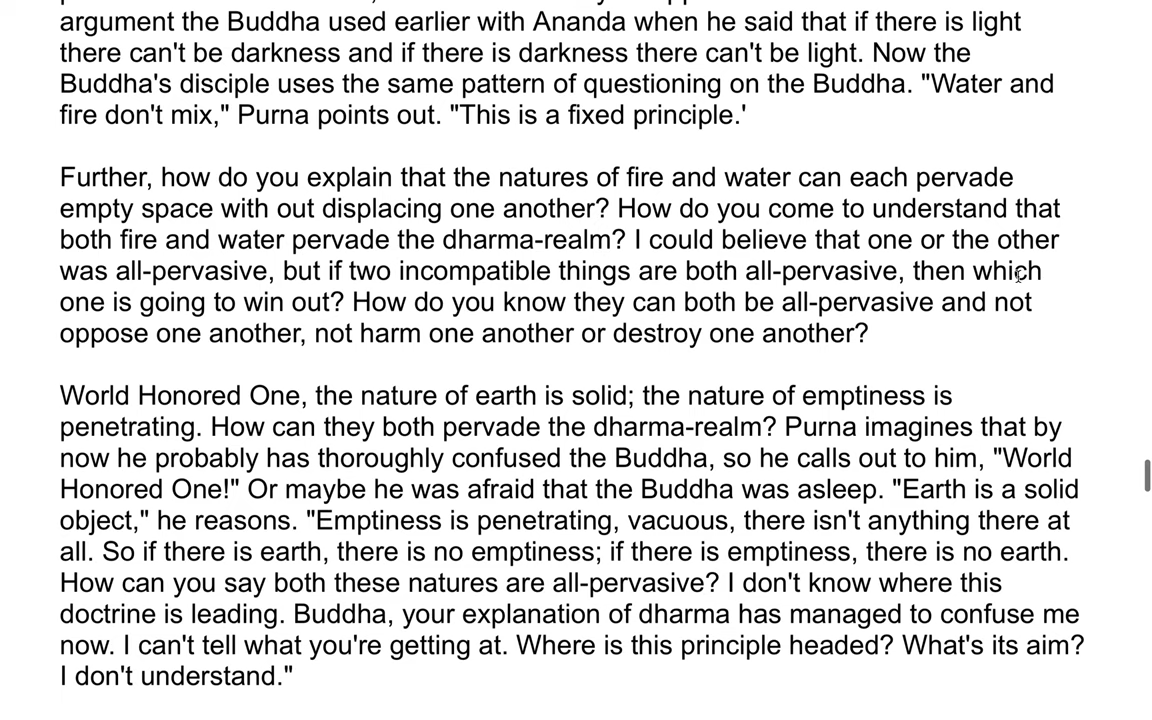 argument the Buddha used earlier with Ananda when he said that if there is light
there can't be darkness and if there is darkness there can't be light. Now the
Buddha's disciple uses the same pattern of questioning on the Buddha. "Water and
fire don't mix," Purna points out. "This is a fixed principle.'
Further, how do you explain that the natures of fire and water can each pervade
empty space with out displacing one another? How do you come to understand that
both fire and water pervade the dharma-realm? I could believe that one or the other
was all-pervasive, but if two incompatible things are both all-pervasive, then which
one is going to win out? How do you know they can both be all-pervasive and not
oppose one another, not harm one another or destroy one another?
World Honored One, the nature of earth is solid; the nature of emptiness is
penetrating. How can they both pervade the dharma-realm? Purna imagines that by
now he probably has thoroughly confused the Buddha, so he calls out to him, "World
Honored One!" Or maybe he was afraid that the Buddha was asleep. "Earth is a solid
object," he reasons. "Emptiness is penetrating, vacuous, there isn't anything there at
all. So if there is earth, there is no emptiness; if there is emptiness, there is no earth.
How can you say both these natures are all-pervasive? I don't know where this
doctrine is leading. Buddha, your explanation of dharma has managed to confuse me
now. I can't tell what you're getting at. Where is this principle headed? What's its aim?
I don't understand."